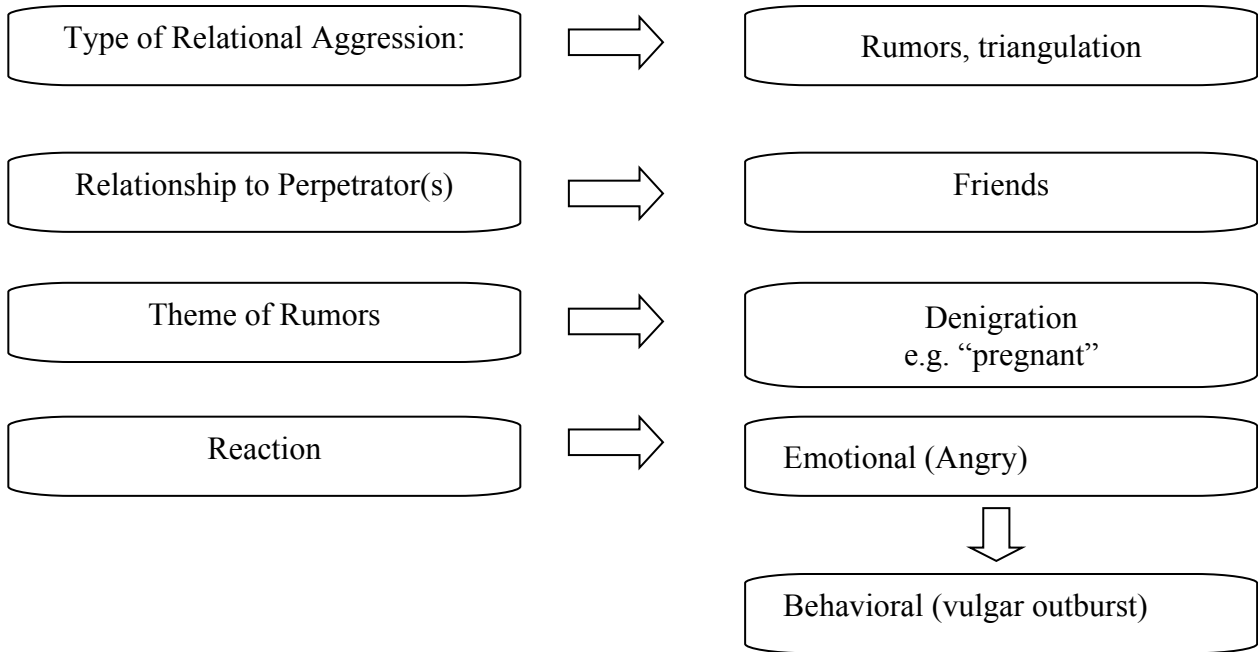 Type of Relational Aggression:
Rumors, triangulation
Relationship to Perpetrator(s)
Friends
Theme of Rumors
Denigration
e.g. “pregnant”
Reaction
Emotional (Angry)
Behavioral (vulgar outburst)